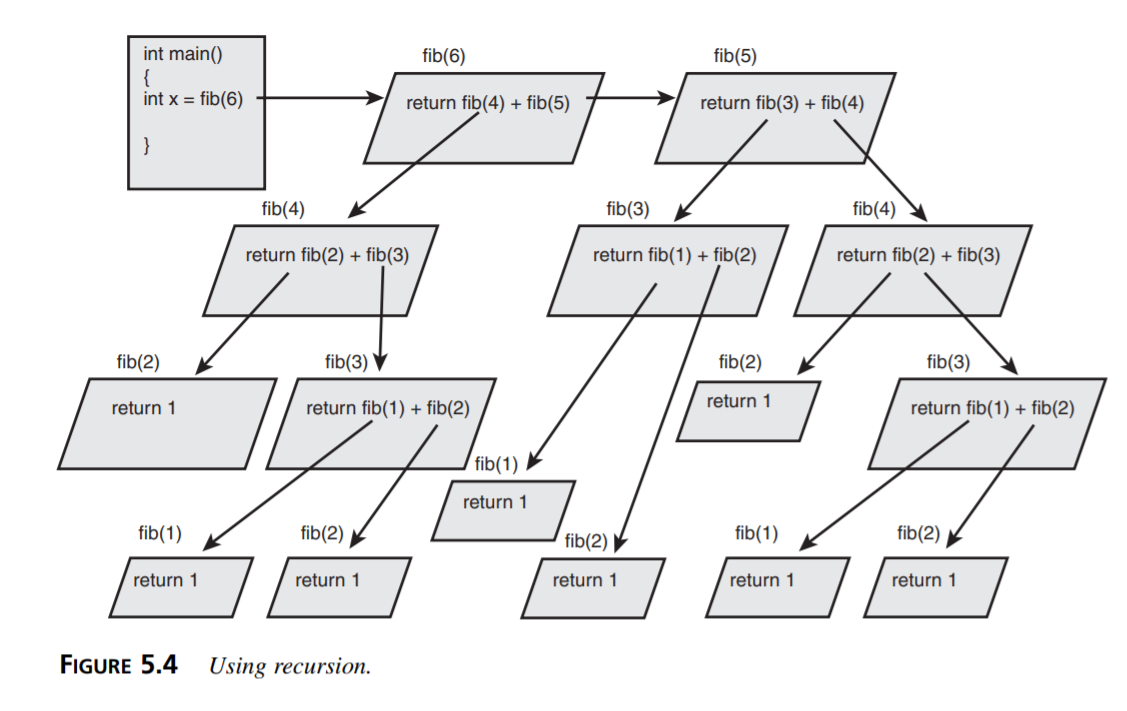 int main()
{
int x = fib(6)
}
fib(6)
return fib(4) + fib(5)
fib(5)
return fib(3) + fib(4)
fib(4)
return fib(2) + fib(3)
fib(3)
return fib(1) + fib(2)
fib(4)
return fib(2) + fib(3)
fib(2)
return 1
fib(3)
return fib(1) + fib(2)
fib(2)
return 1
fib(3)
return fib(1) + fib(2)
fib(1)
return 1
fib(1)
return 1
fib(2)
return 1
fib(2)
return 1
fib(1)
return 1
fib(2)
return 1
FIGURE 5.4 Using recursion.